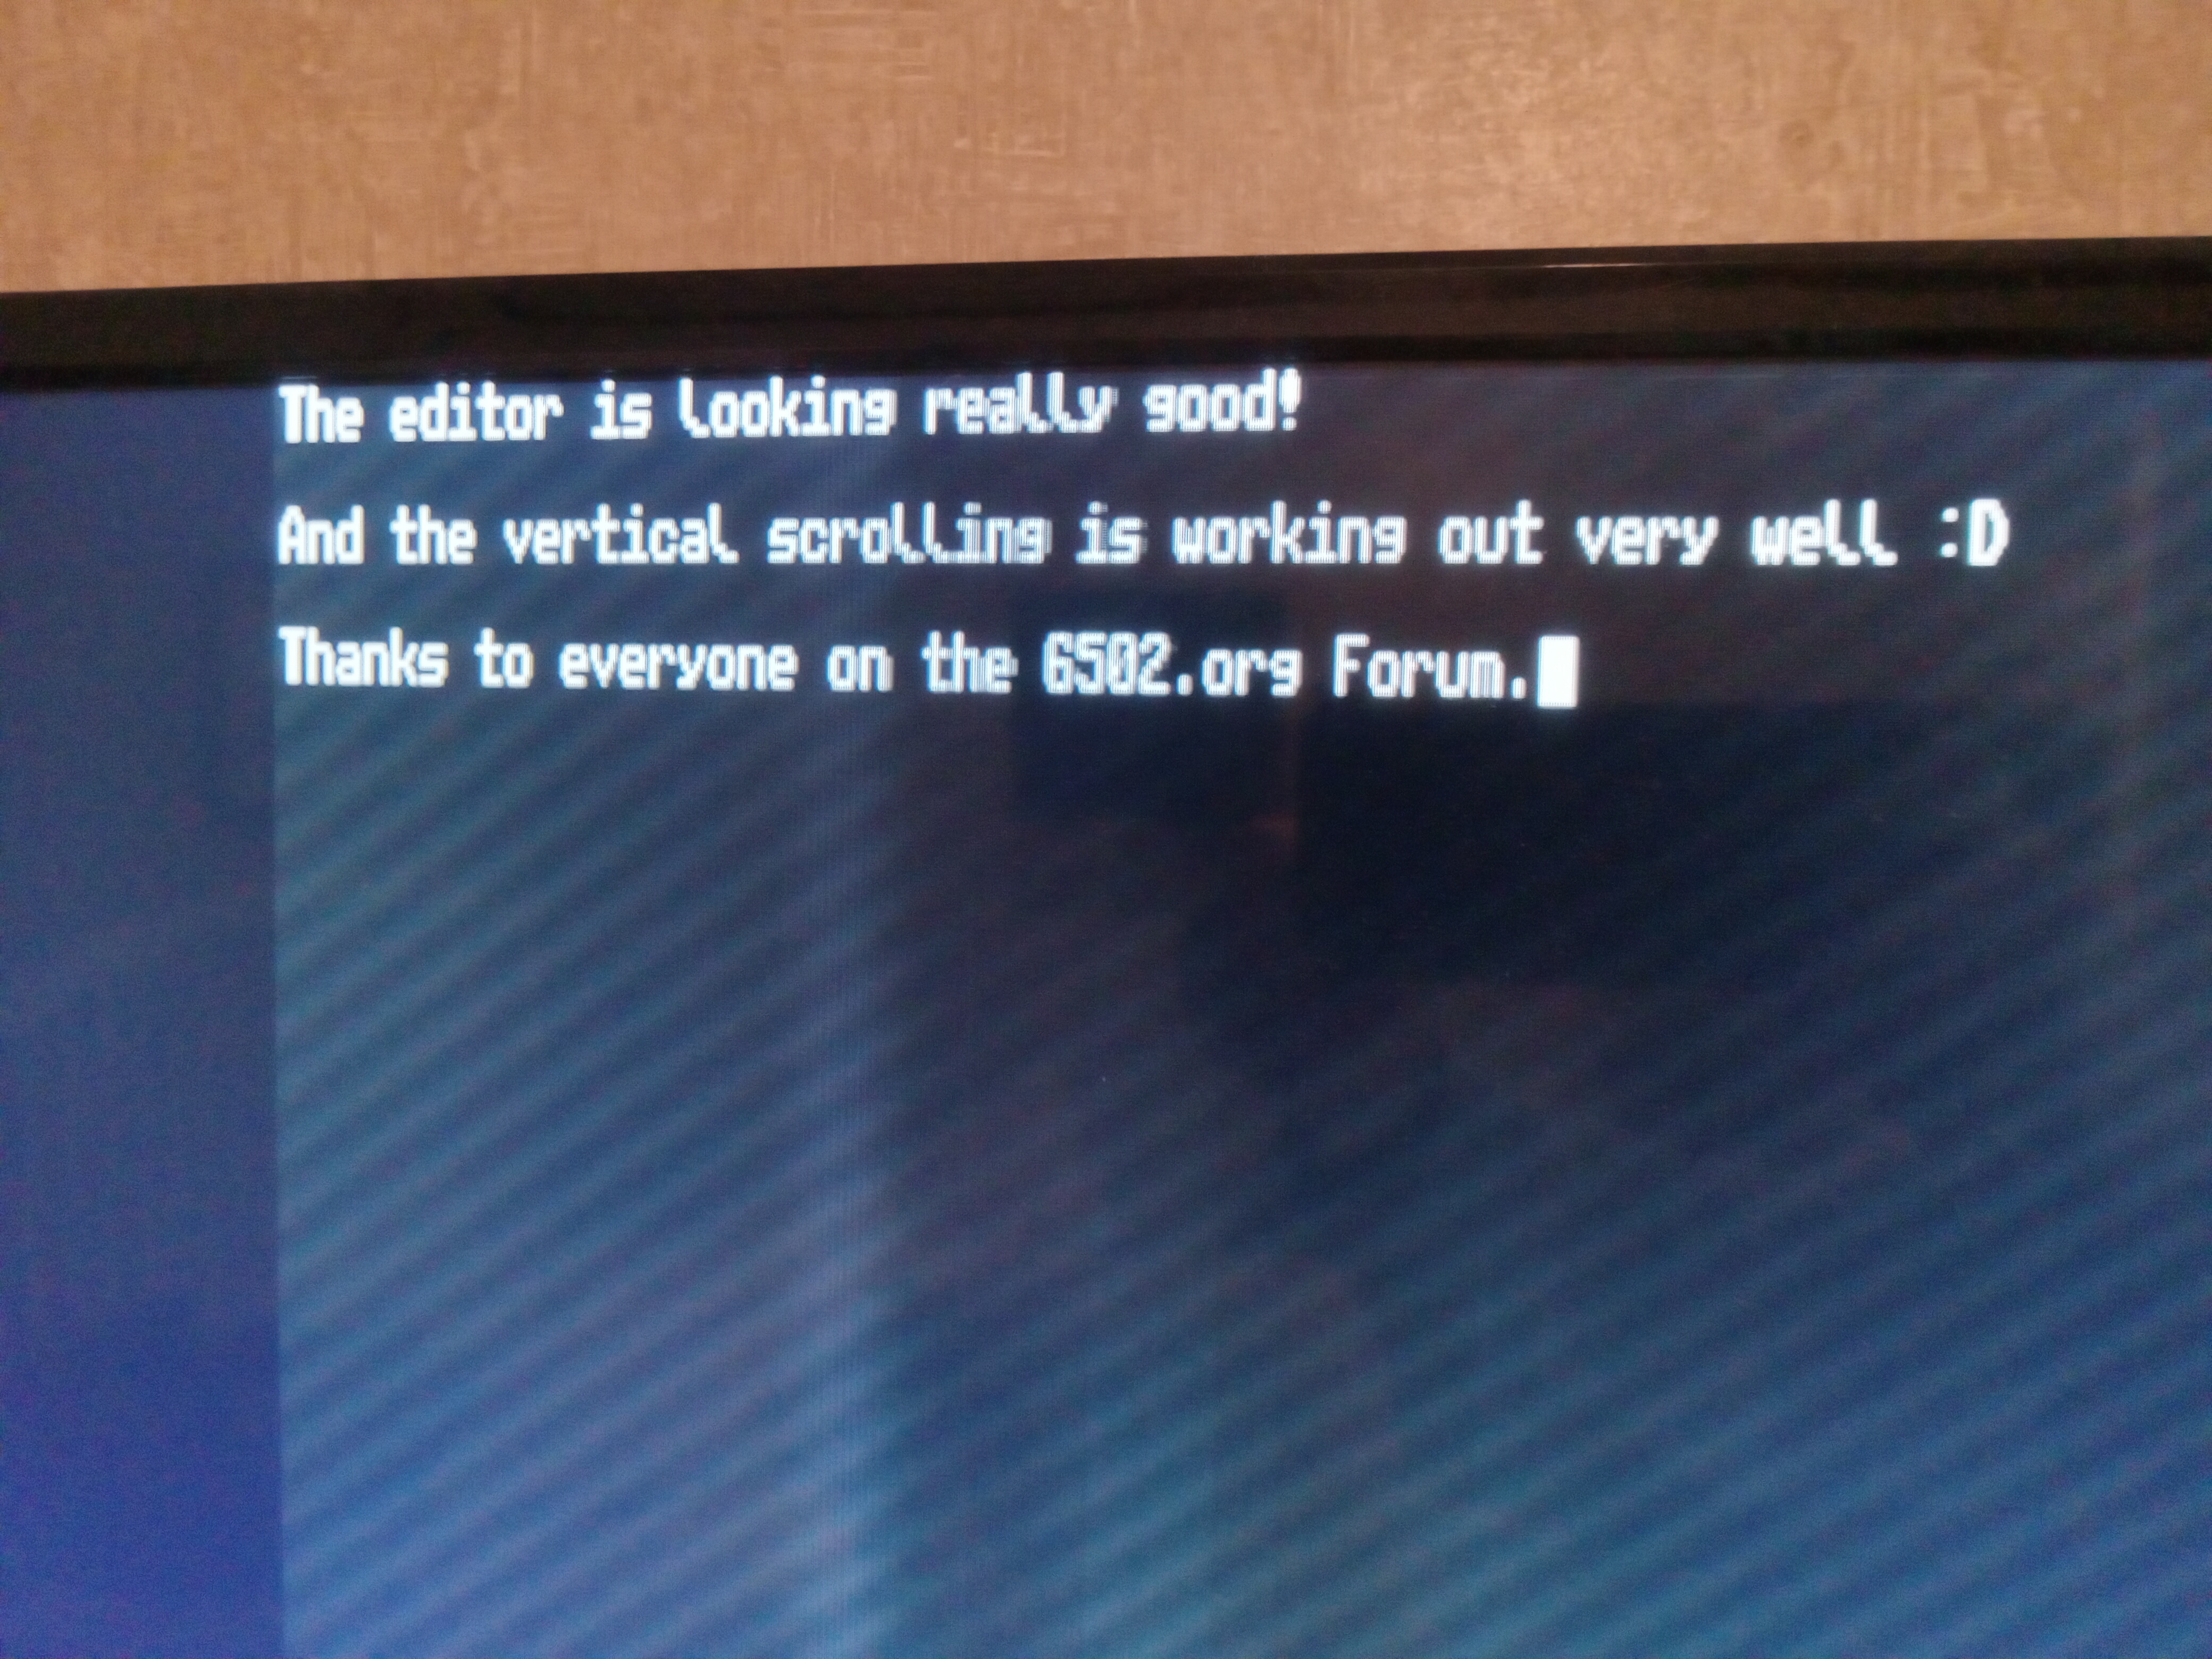 The editor is looking really good!
And the vertical scrolling is working out very well :D
Thanks to everyone on the 6502.org Forum.